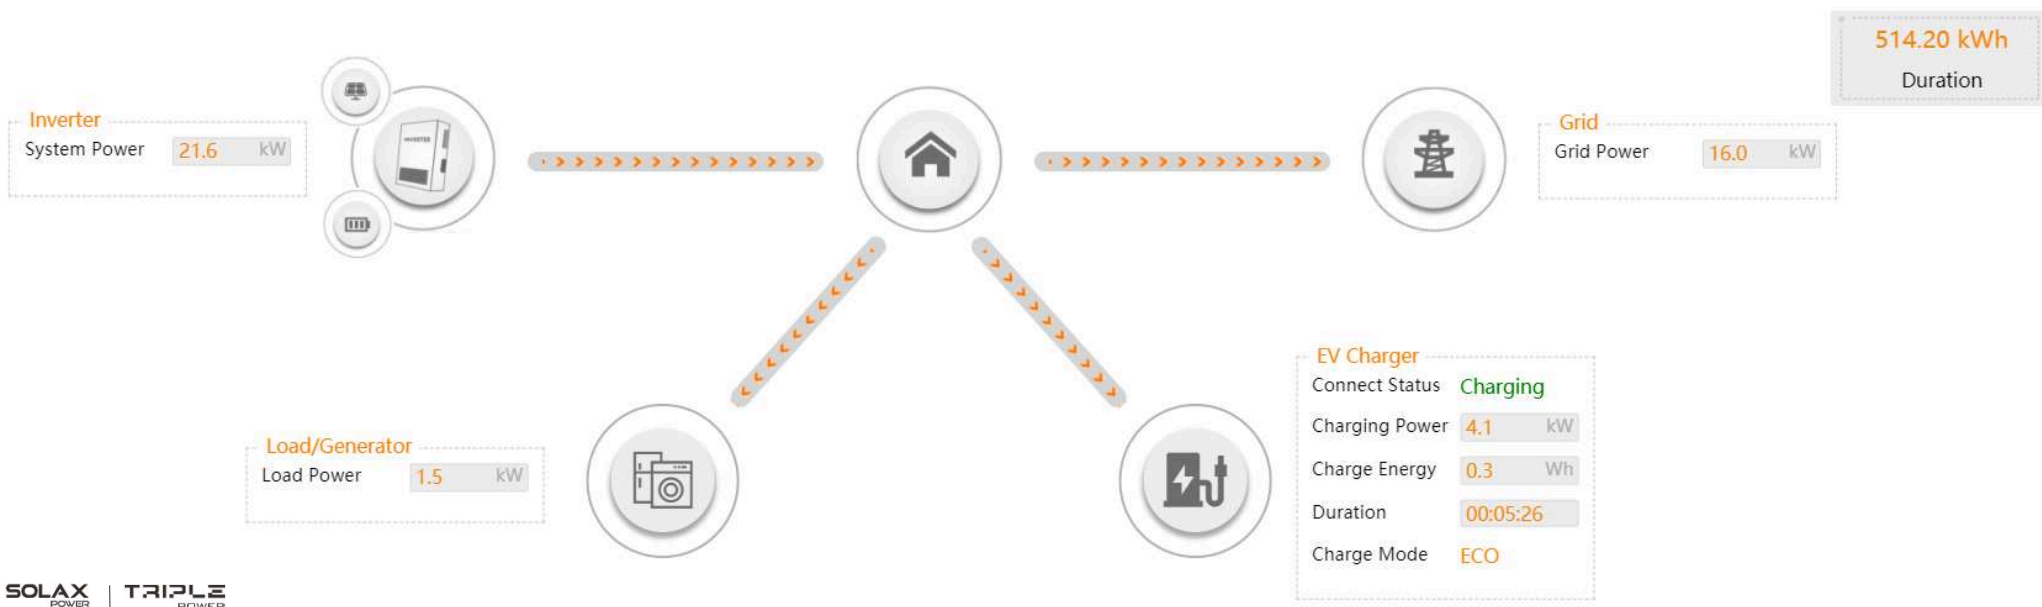 514.20 kWh
Duration
Inverter
System Power 21.6 kW
INVERTER
Grid
Grid Power 16.0 kW
EV Charger
Connect Status Charging
Charging Power 4.1 kW
Charge Energy 0.3 Wh
Duration 00:05:26
Charge Mode ECO
Load/Generator
Load Power 1.5 kW
SOLAX POWER | TRIPLE POWER